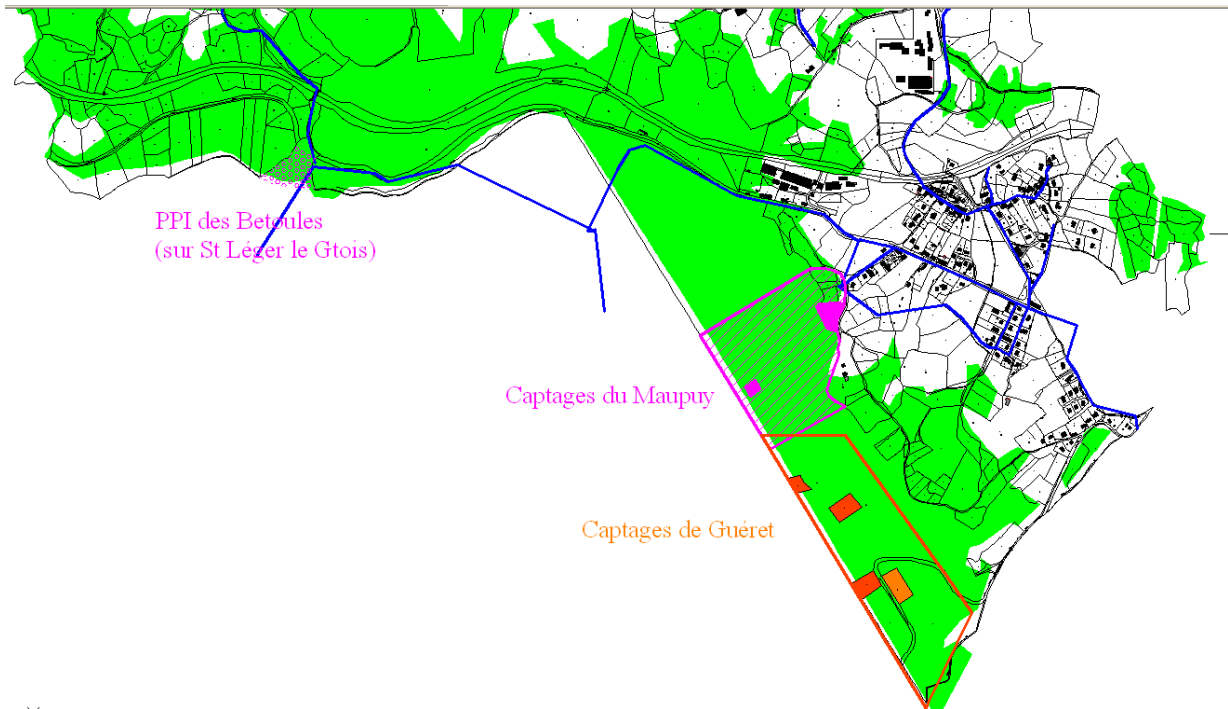 PPI des Betoules
(sur St Léger le Gtois)
Captages du Maupuy
Captages de Guéret